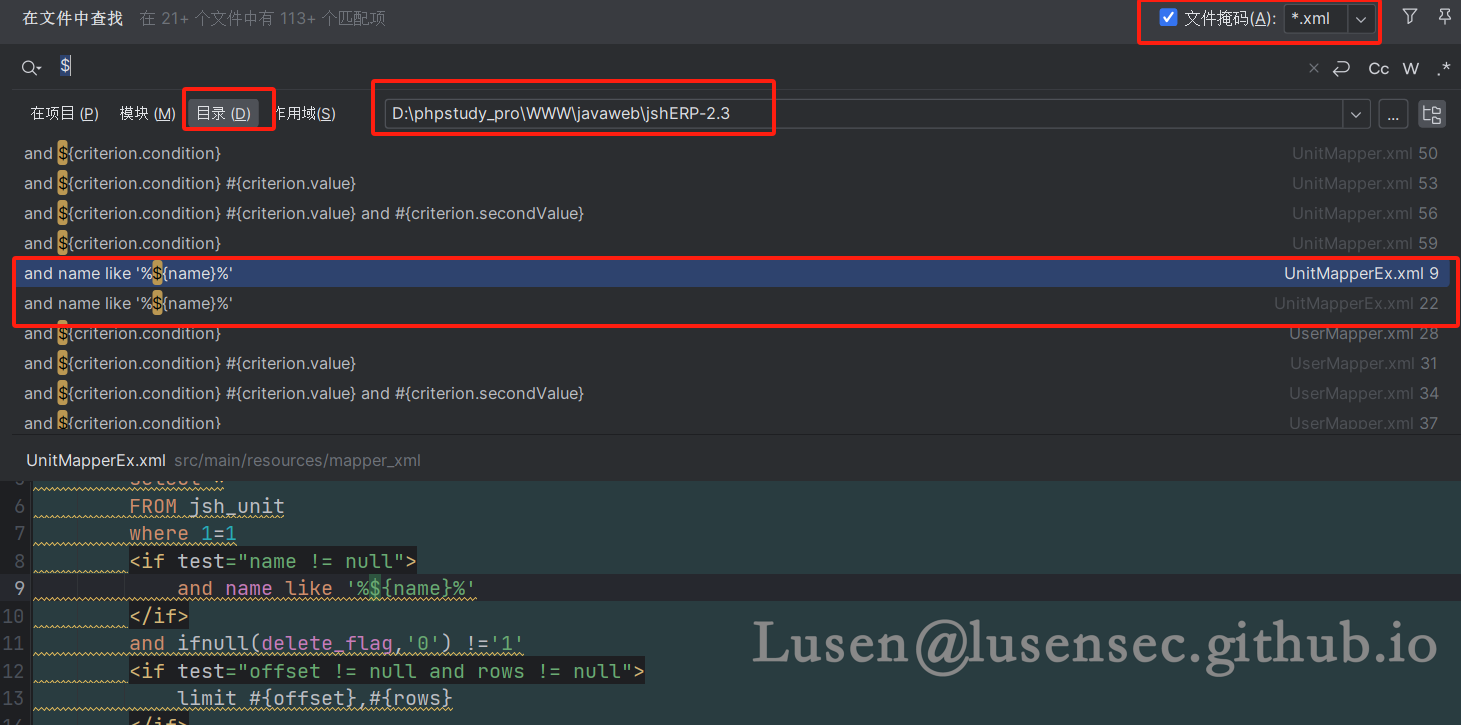 在文件中查找 在 21+ 个文件中有 113+ 个匹配项 文件掩码(A): *.xml
$ Cc W .*
在项目 (P) 模块 (M) 目录 (D) 作用域(S) D:\phpstudy_pro\WWW\javaweb\jshERP-2.3 ...
and ${criterion.condition} UnitMapper.xml 50
and ${criterion.condition} #{criterion.value} UnitMapper.xml 53
and ${criterion.condition} #{criterion.value} and #{criterion.secondValue} UnitMapper.xml 56
and ${criterion.condition} UnitMapper.xml 59
and name like '%${name}%' UnitMapperEx.xml 9
and name like '%${name}%' UnitMapperEx.xml 22
and ${criterion.condition} UserMapper.xml 28
and ${criterion.condition} #{criterion.value} UserMapper.xml 31
and ${criterion.condition} #{criterion.value} and #{criterion.secondValue} UserMapper.xml 34
and ${criterion.condition} UserMapper.xml 37
UnitMapperEx.xml src/main/resources/mapper_xml
5 select *
6 FROM jsh_unit
7 where 1=1
8 <if test="name != null">
9 and name like '%${name}%'
10 </if>
11 and ifnull(delete_flag,'0') !='1'
12 <if test="offset != null and rows != null">
13 limit #{offset},#{rows}
14 </if>
Lusen@lusensec.github.io